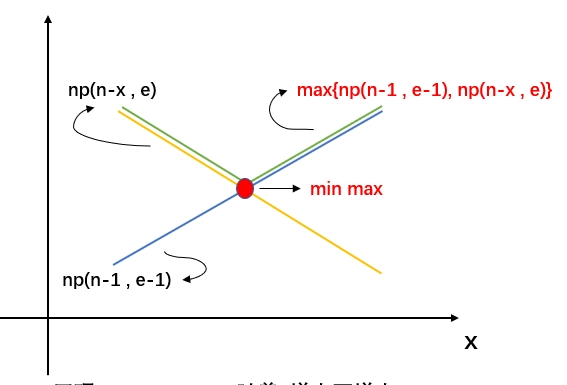 np(n-x , e)
max{np(n-1 , e-1), np(n-x , e)}
min max
np(n-1 , e-1)
X